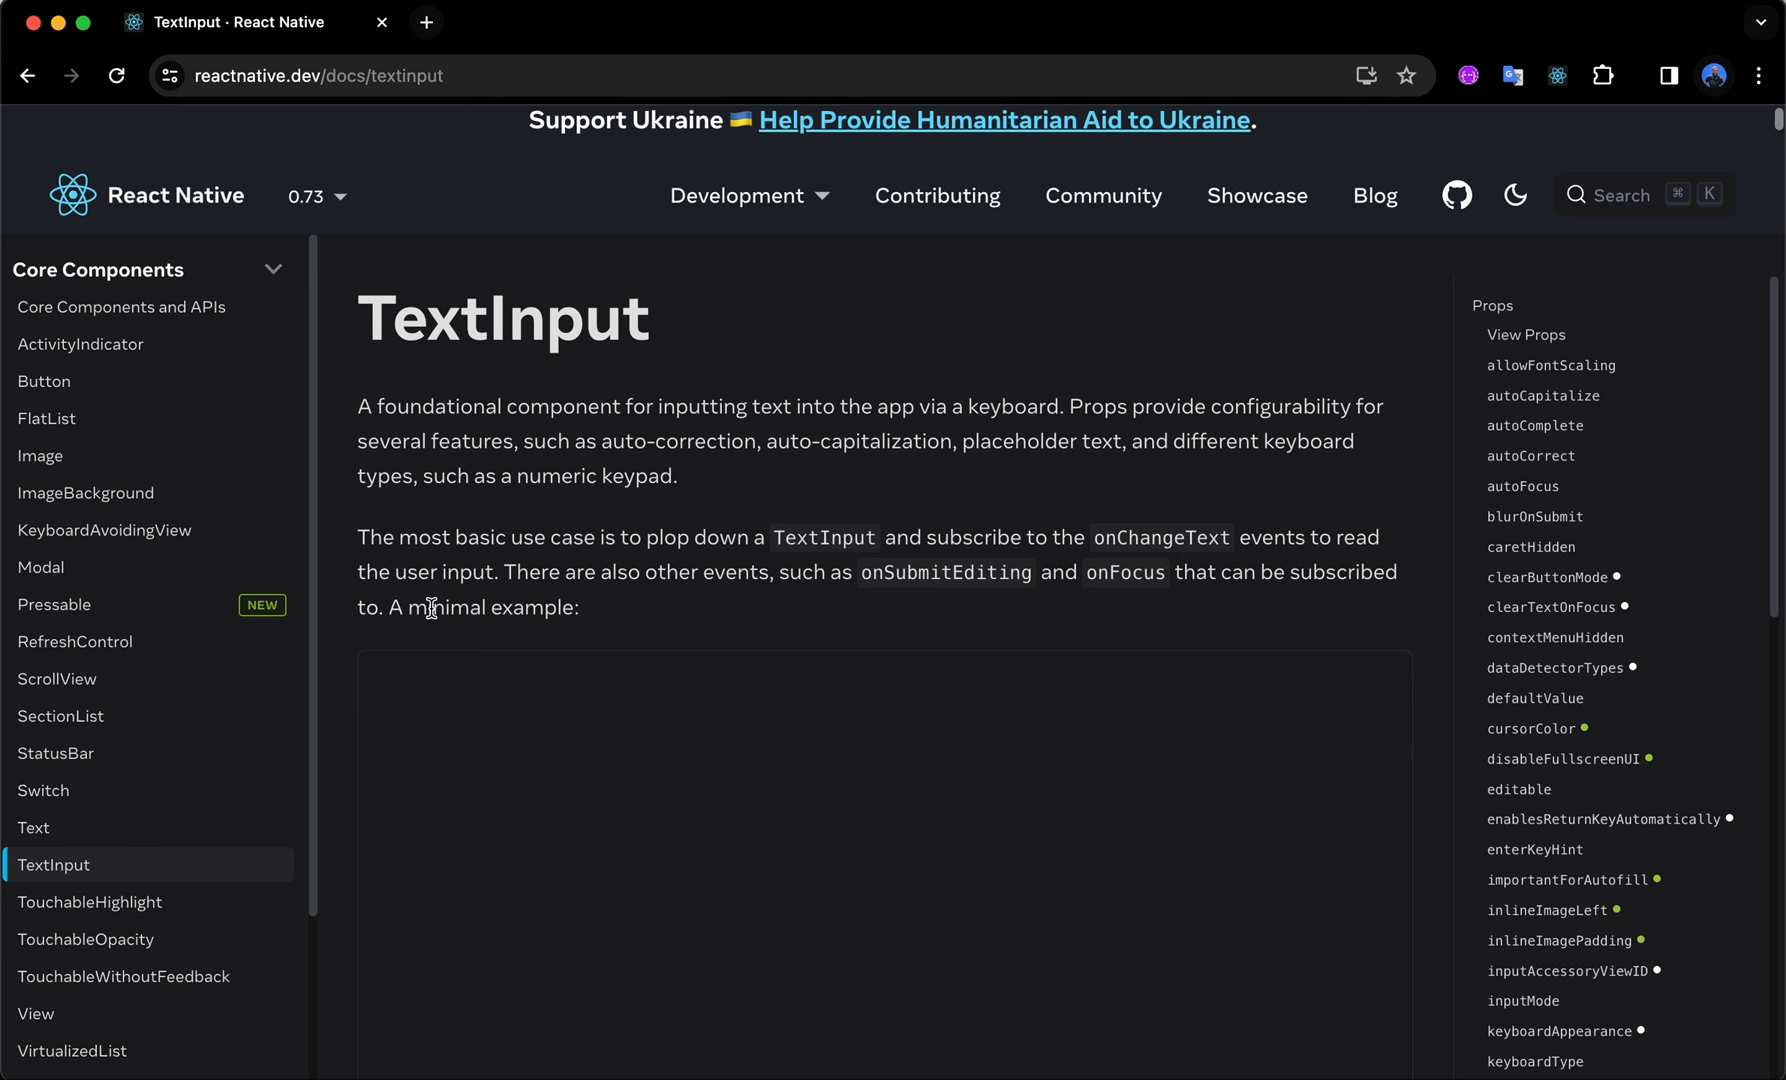 TextInput · React Native
reactnative.dev/docs/textinput
Support Ukraine 🇺🇦 Help Provide Humanitarian Aid to Ukraine.
React Native
0.73
Development
Contributing
Community
Showcase
Blog
Search ⌘ K
Core Components
Core Components and APIs
ActivityIndicator
Button
FlatList
Image
ImageBackground
KeyboardAvoidingView
Modal
Pressable NEW
RefreshControl
ScrollView
SectionList
StatusBar
Switch
Text
TextInput
TouchableHighlight
TouchableOpacity
TouchableWithoutFeedback
View
VirtualizedList
TextInput
A foundational component for inputting text into the app via a keyboard. Props provide configurability for
several features, such as auto-correction, auto-capitalization, placeholder text, and different keyboard
types, such as a numeric keypad.
The most basic use case is to plop down a TextInput and subscribe to the onChangeText events to read
the user input. There are also other events, such as onSubmitEditing and onFocus that can be subscribed
to. A minimal example:
Props
View Props
allowFontScaling
autoCapitalize
autoComplete
autoCorrect
autoFocus
blurOnSubmit
caretHidden
clearButtonMode
clearTextOnFocus
contextMenuHidden
dataDetectorTypes
defaultValue
cursorColor
disableFullscreenUI
editable
enablesReturnKeyAutomatically
enterKeyHint
importantForAutofill
inlineImageLeft
inlineImagePadding
inputAccessoryViewID
inputMode
keyboardAppearance
keyboardType